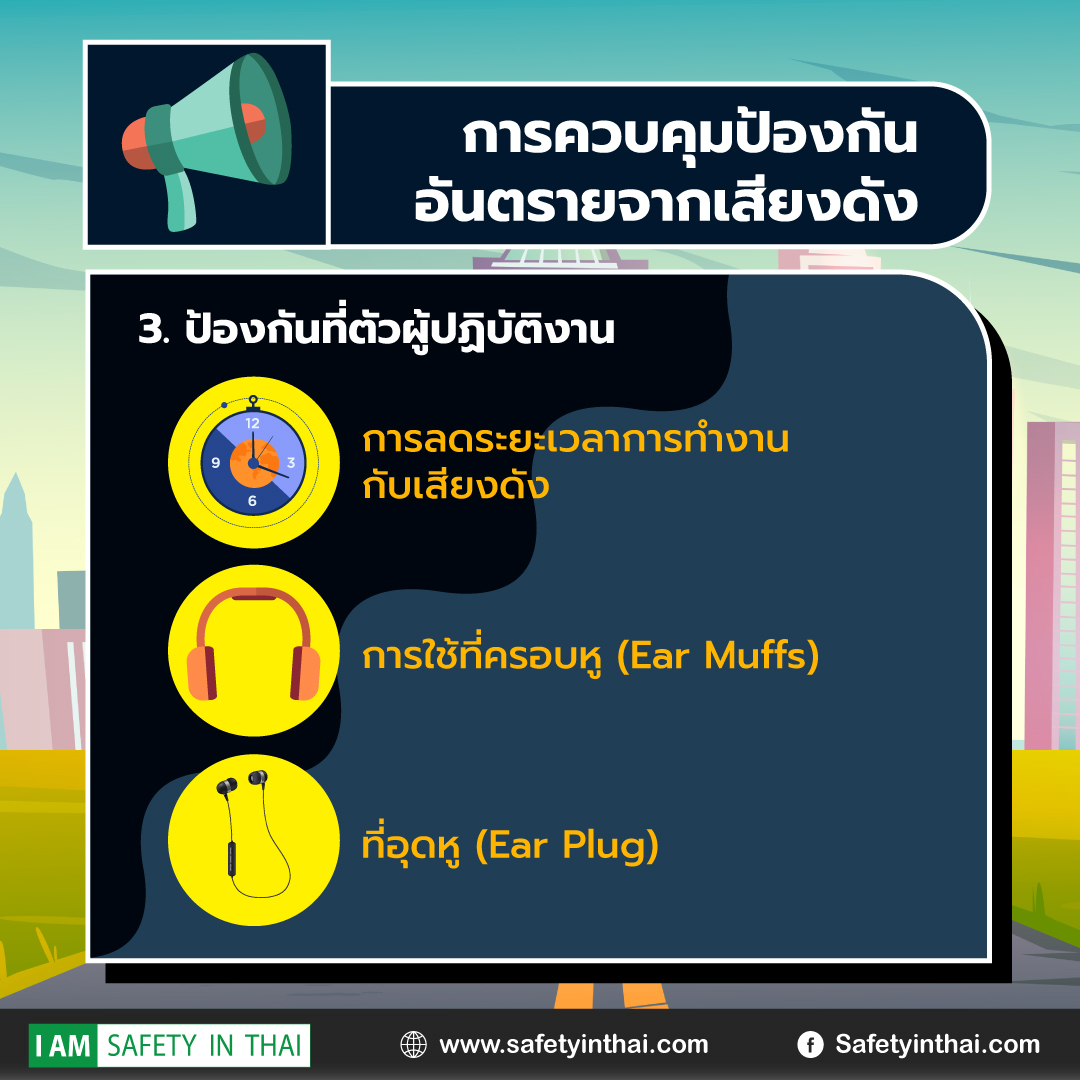 การควบคุมป้องกัน
อันตรายจากเสียงดัง
3. ป้องกันที่ตัวผู้ปฏิบัติงาน
12
9
3
6
การลดระยะเวลาการทำงาน
กับเสียงดัง
การใช้ที่ครอบหู (Ear Muffs)
ที่อุดหู (Ear Plug)
I AM SAFETY IN THAI
www.safetyinthai.com
Safetyinthai.com